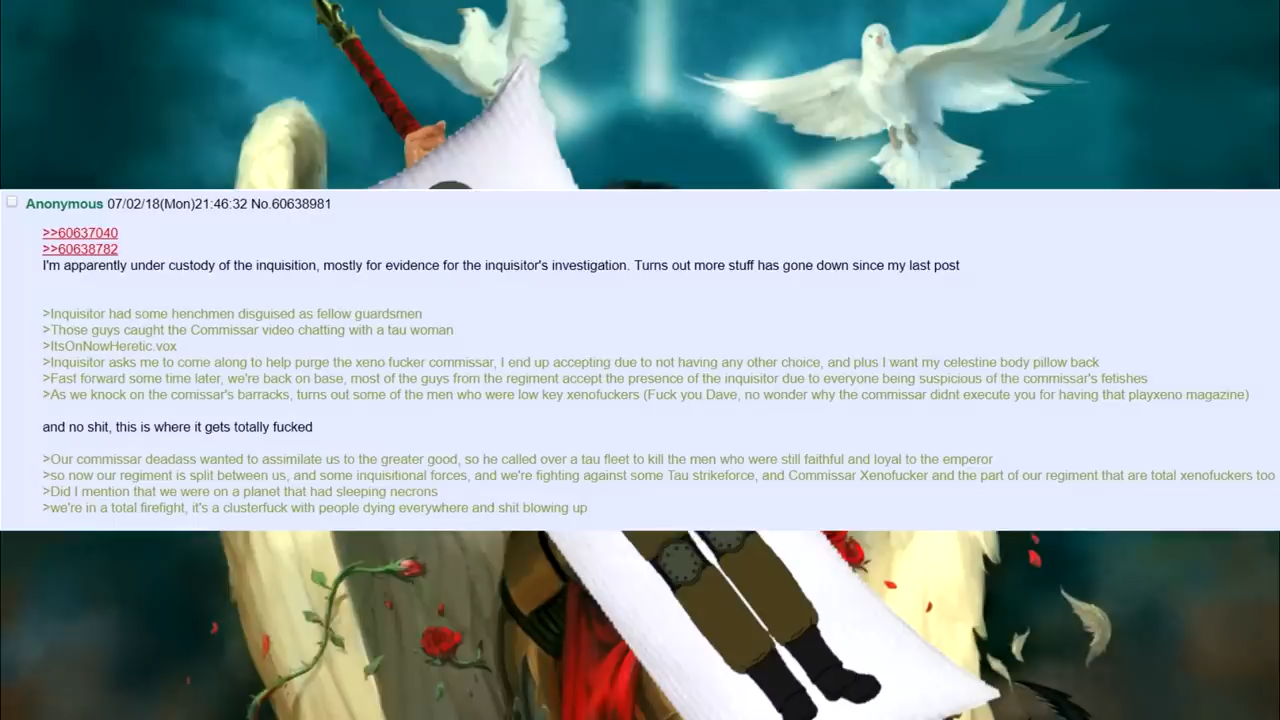 Anonymous 07/02/18(Mon)21:46:32 No.60638981
>>60637040
>>60638782
I'm apparently under custody of the inquisition, mostly for evidence for the inquisitor's investigation. Turns out more stuff has gone down since my last post
>Inquisitor had some henchmen disguised as fellow guardsmen
>Those guys caught the Commissar video chatting with a tau woman
>ItsOnNowHeretic.vox
>Inquisitor asks me to come along to help purge the xeno fucker commissar, I end up accepting due to not having any other choice, and plus I want my celestine body pillow back
>Fast forward some time later, we're back on base, most of the guys from the regiment accept the presence of the inquisitor due to everyone being suspicious of the commissar's fetishes
>As we knock on the comissar's barracks, turns out some of the men who were low key xenofuckers (Fuck you Dave, no wonder why the commissar didnt execute you for having that playxeno magazine)
and no shit, this is where it gets totally fucked
>Our commissar deadass wanted to assimilate us to the greater good, so he called over a tau fleet to kill the men who were still faithful and loyal to the emperor
>so now our regiment is split between us, and some inquisitional forces, and we're fighting against some Tau strikeforce, and Commissar Xenofucker and the part of our regiment that are total xenofuckers too
>Did I mention that we were on a planet that had sleeping necrons
>we're in a total firefight, it's a clusterfuck with people dying everywhere and shit blowing up